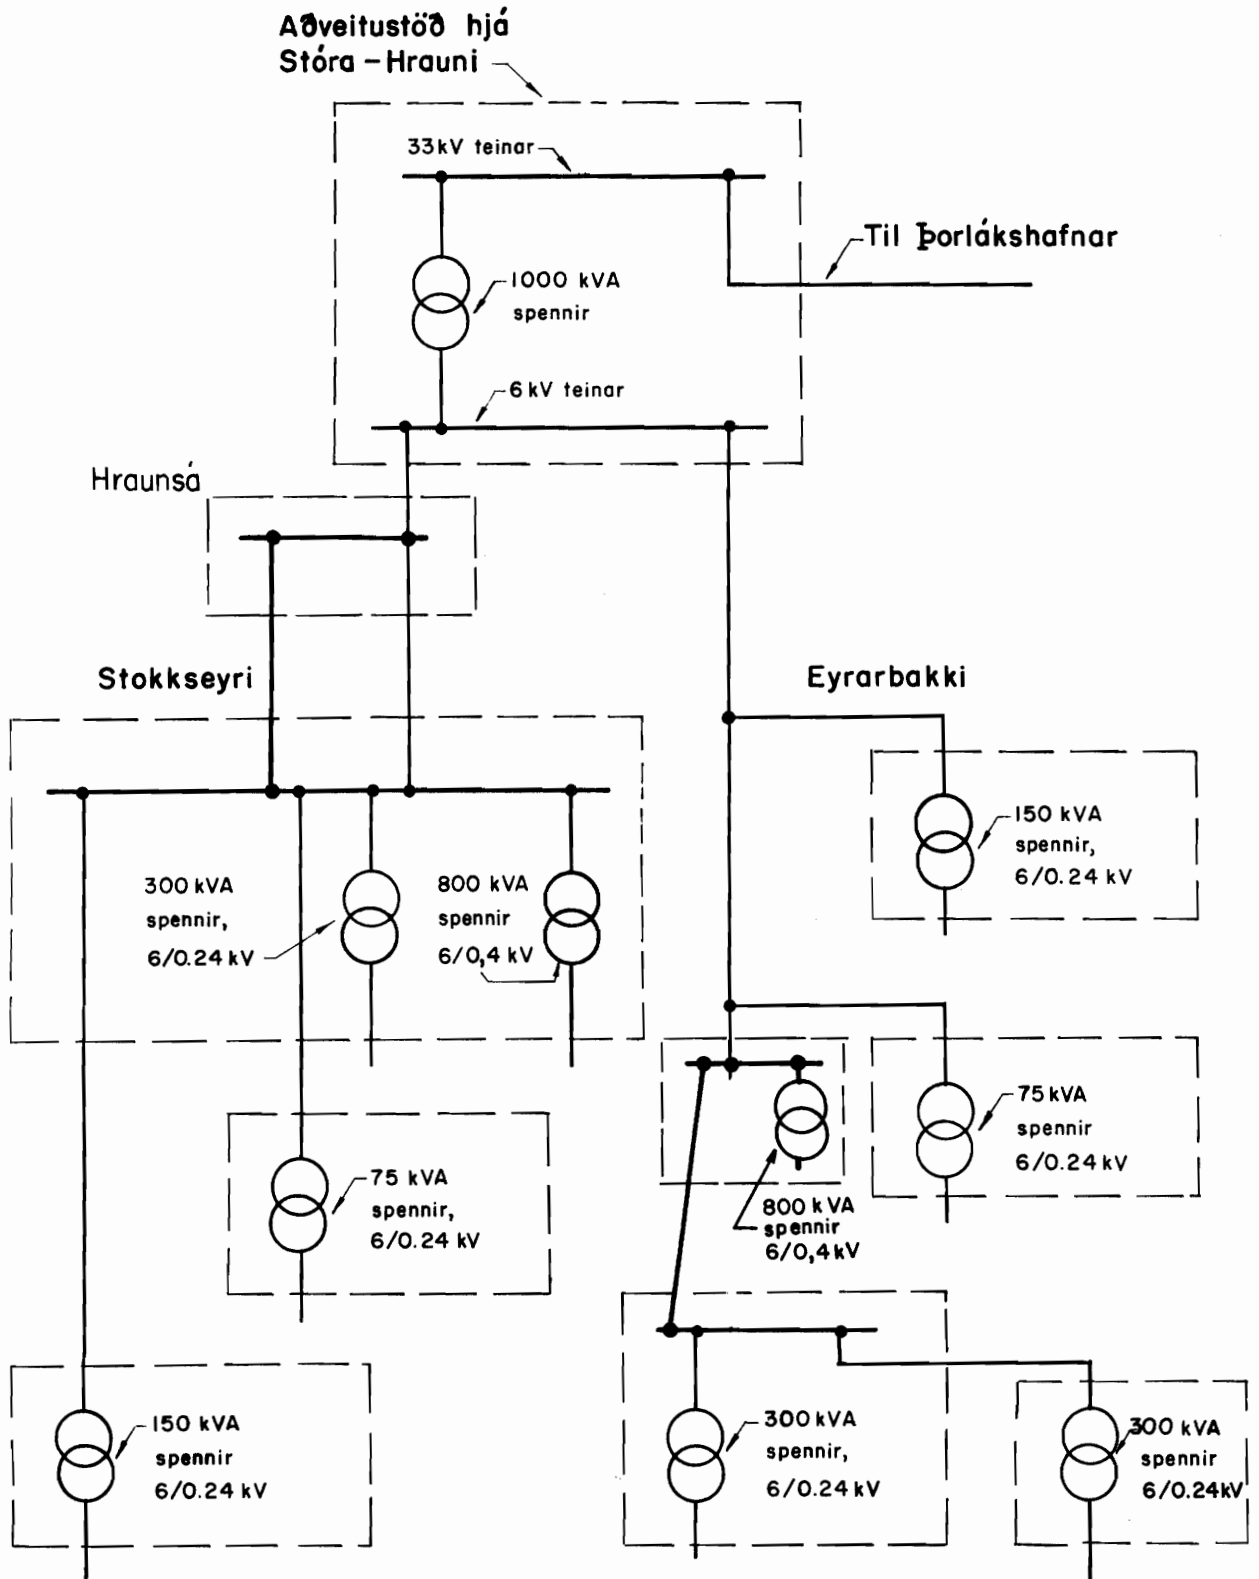 Aðveitustöð hjá
Stóra – Hrauni
33kV teinar
Til Þorlákshafnar
1000 kVA
spennir
6 kV teinar
Hraunsá
Stokkseyri
Eyrarbakki
150 kVA
spennir,
6/0.24 kV
300 kVA
spennir,
6/0.24 kV
800 kVA
spennir
6/0,4 kV
75 kVA
spennir
6/0.24 kV
75 kVA
spennir,
6/0.24 kV
800 kVA
spennir
6/0,4 kV
150 kVA
spennir
6/0.24 kV
300 kVA
spennir,
6/0.24 kV
300 kVA
spennir
6/0.24kV